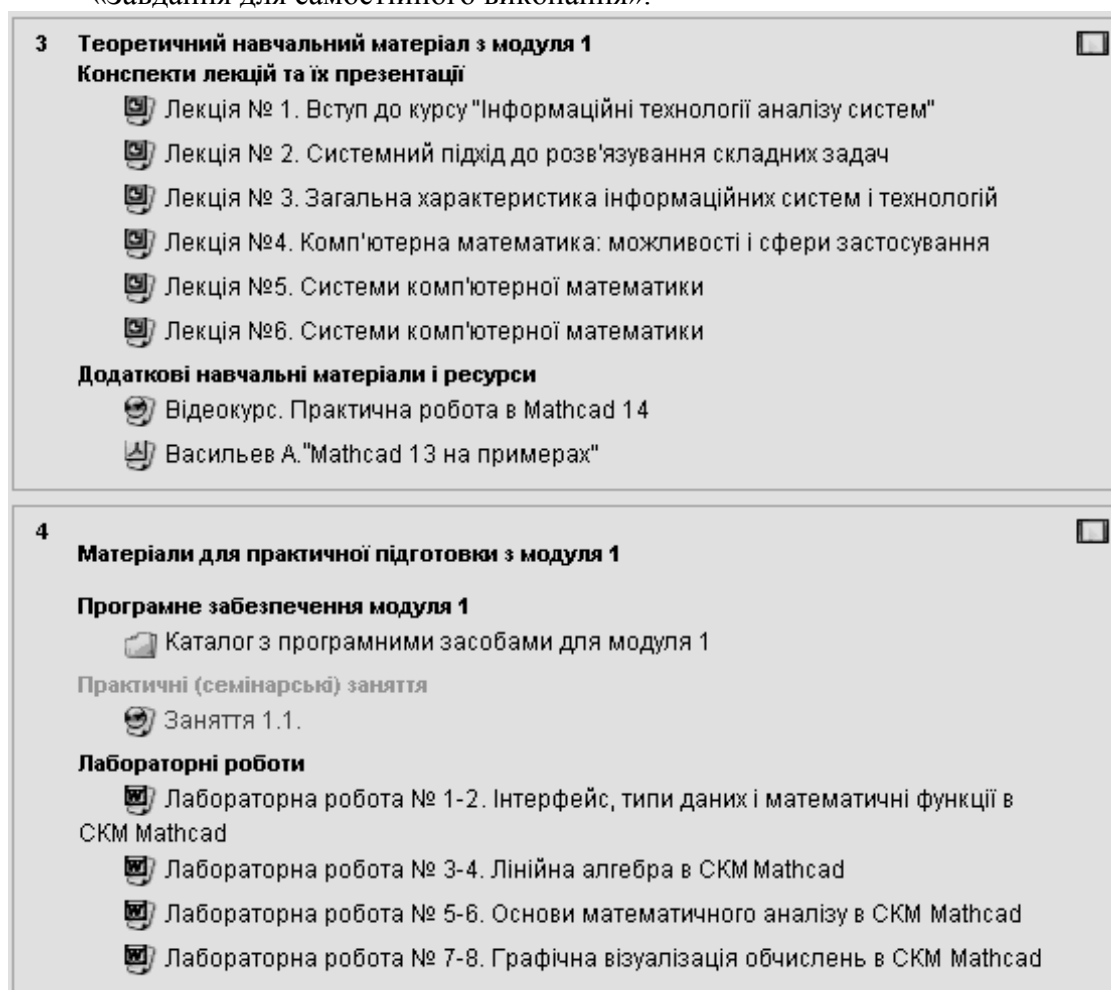 «Завдання для самостійного виконання».
3 Теоретичний навчальний матеріал з модуля 1
Конспекти лекцій та їх презентації
Лекція № 1. Вступ до курсу "Інформаційні технології аналізу систем"
Лекція № 2. Системний підхід до розв'язування складних задач
Лекція № 3. Загальна характеристика інформаційних систем і технологій
Лекція №4. Комп'ютерна математика: можливості і сфери застосування
Лекція №5. Системи комп'ютерної математики
Лекція №6. Системи комп'ютерної математики
Додаткові навчальні матеріали і ресурси
Відеокурс. Практична робота в Mathcad 14
Васильев А."Mathcad 13 на примерах"
4
Матеріали для практичної підготовки з модуля 1
Програмне забезпечення модуля 1
Каталог з програмними засобами для модуля 1
Практичні (семінарські) заняття
Заняття 1.1.
Лабораторні роботи
Лабораторна робота № 1-2. Інтерфейс, типи даних і математичні функції в
СКМ Mathcad
Лабораторна робота № 3-4. Лінійна алгебра в СКМ Mathcad
Лабораторна робота № 5-6. Основи математичного аналізу в СКМ Mathcad
Лабораторна робота № 7-8. Графічна візуалізація обчислень в СКМ Mathcad